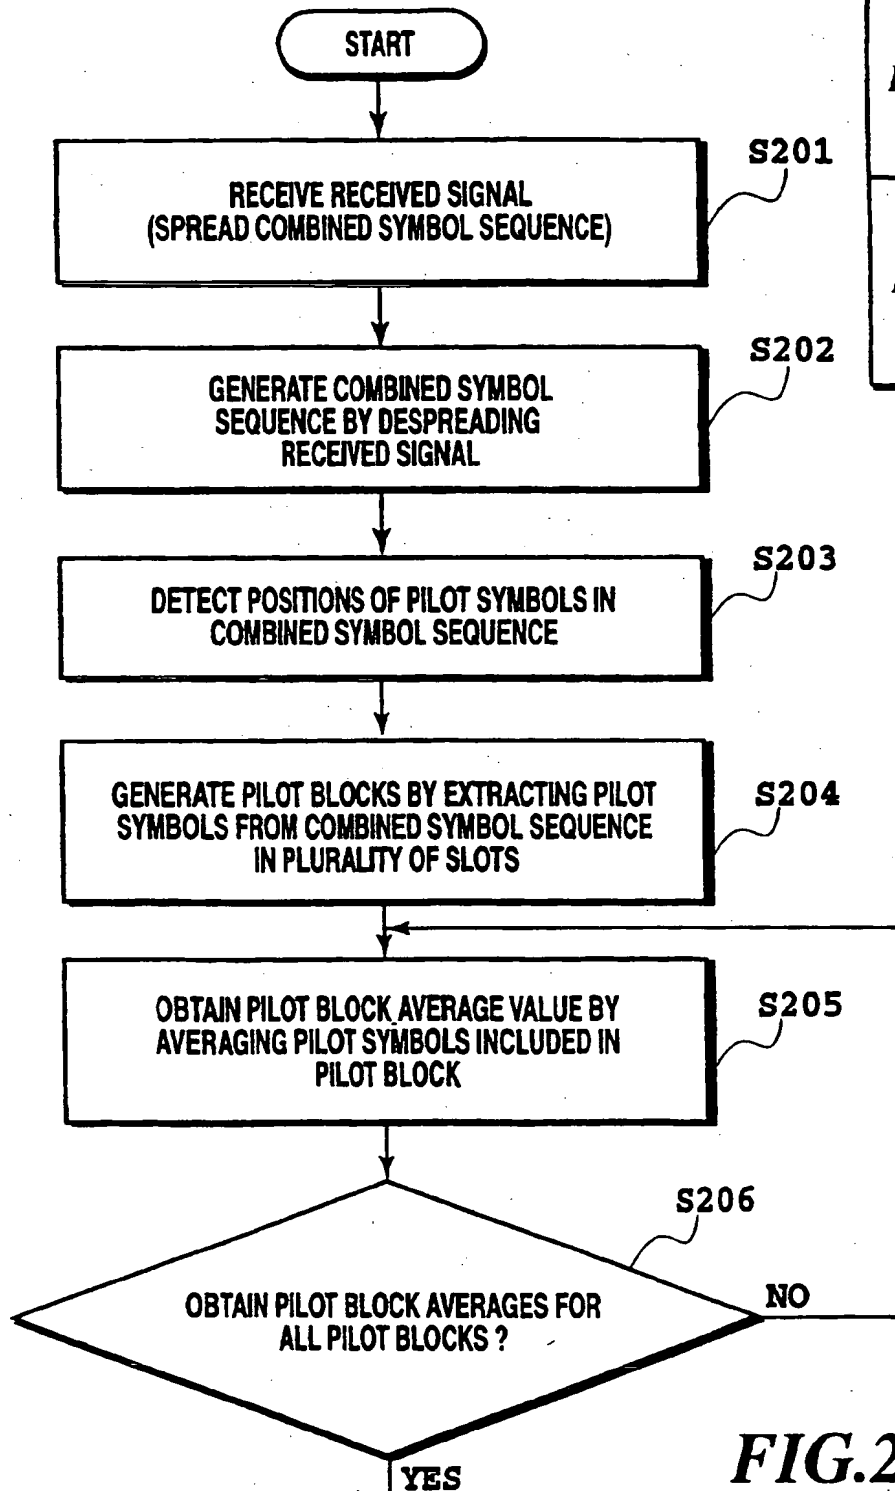 START
S201
RECEIVE RECEIVED SIGNAL
(SPREAD COMBINED SYMBOL SEQUENCE)
S202
GENERATE COMBINED SYMBOL
SEQUENCE BY DESPREADING
RECEIVED SIGNAL
S203
DETECT POSITIONS OF PILOT SYMBOLS IN
COMBINED SYMBOL SEQUENCE
S204
GENERATE PILOT BLOCKS BY EXTRACTING PILOT
SYMBOLS FROM COMBINED SYMBOL SEQUENCE
IN PLURALITY OF SLOTS
S205
OBTAIN PILOT BLOCK AVERAGE VALUE BY
AVERAGING PILOT SYMBOLS INCLUDED IN
PILOT BLOCK
S206
OBTAIN PILOT BLOCK AVERAGES FOR
ALL PILOT BLOCKS ?
NO
YES
FIG.2